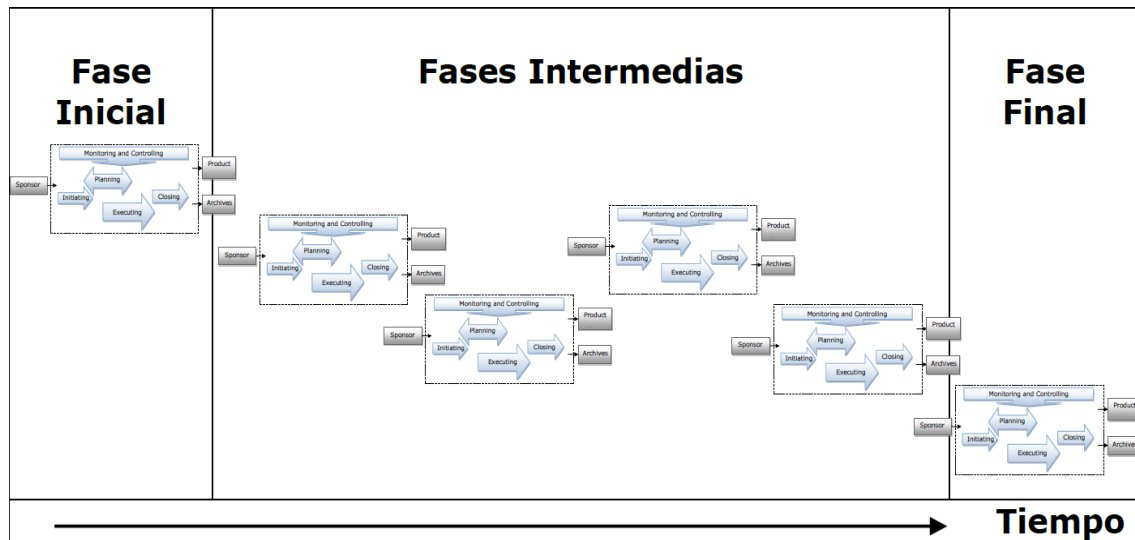 Fase
Inicial
Fases Intermedias
Fase
Final
Monitoring and Controlling
Product
Sponsor
Planning
Initiating
Closing
Archives
Executing
Monitoring and Controlling
Product
Sponsor
Planning
Initiating
Closing
Archives
Executing
Monitoring and Controlling
Product
Sponsor
Planning
Initiating
Closing
Archives
Executing
Monitoring and Controlling
Product
Sponsor
Planning
Initiating
Closing
Archives
Executing
Monitoring and Controlling
Product
Sponsor
Planning
Initiating
Closing
Archives
Executing
Monitoring and Controlling
Product
Sponsor
Planning
Initiating
Closing
Archives
Executing
Tiempo